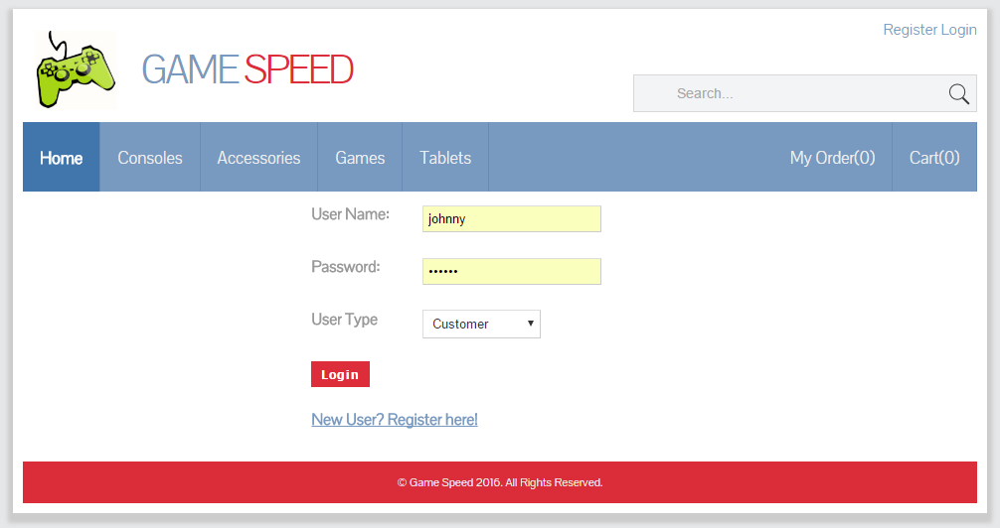 Register Login
GAME SPEED
Search...
Home Consoles Accessories Games Tablets My Order(0) Cart(0)
User Name: johnny
Password: ••••••
User Type Customer
Login
New User? Register here!
© Game Speed 2016. All Rights Reserved.